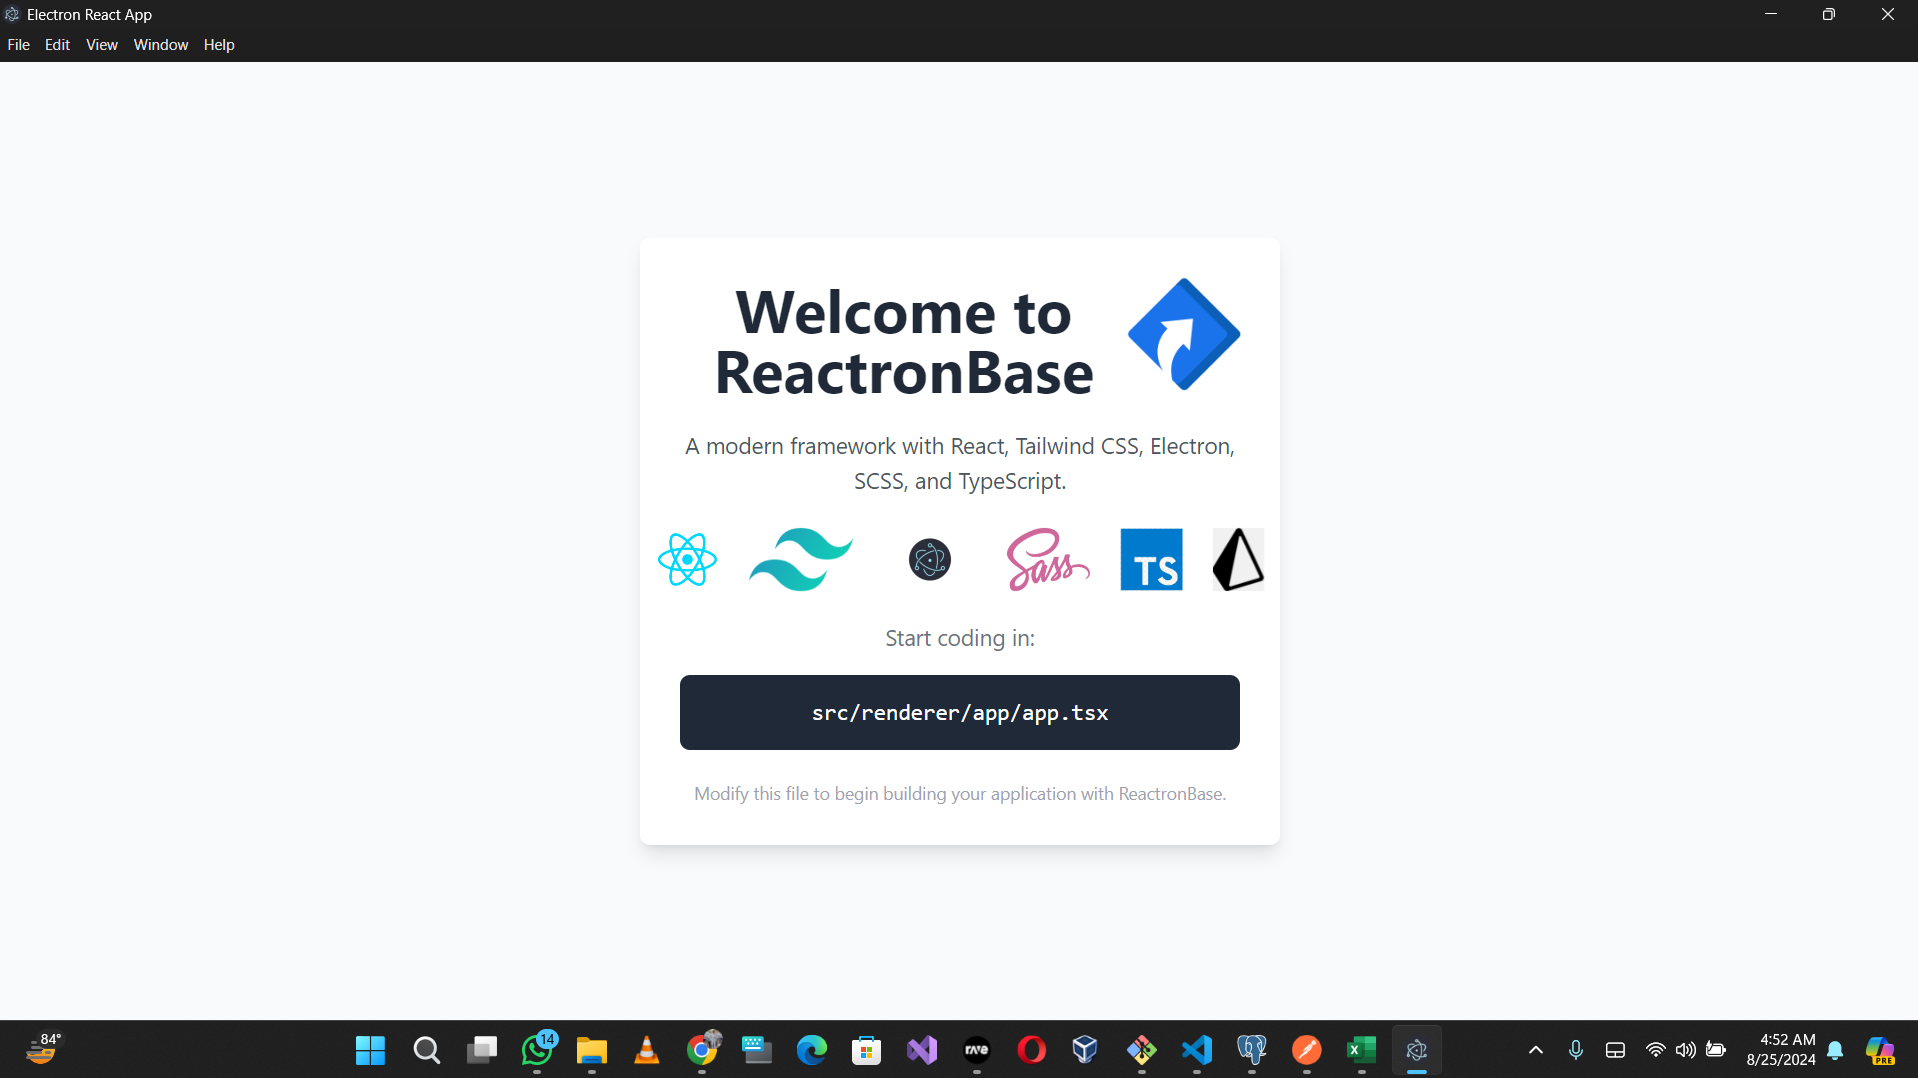 Electron React App
File Edit View Window Help
Welcome to
ReactronBase
A modern framework with React, Tailwind CSS, Electron,
SCSS, and TypeScript.
Sass
TS
Start coding in:
src/renderer/app/app.tsx
Modify this file to begin building your application with ReactronBase.
84°
14
rave
X
PRE
4:52 AM
8/25/2024